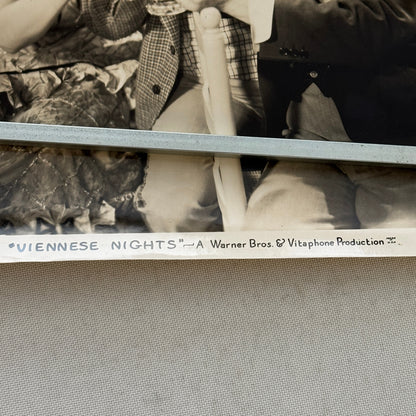 "VIENNESE NIGHTS"—A Warner Bros. & Vitaphone Production